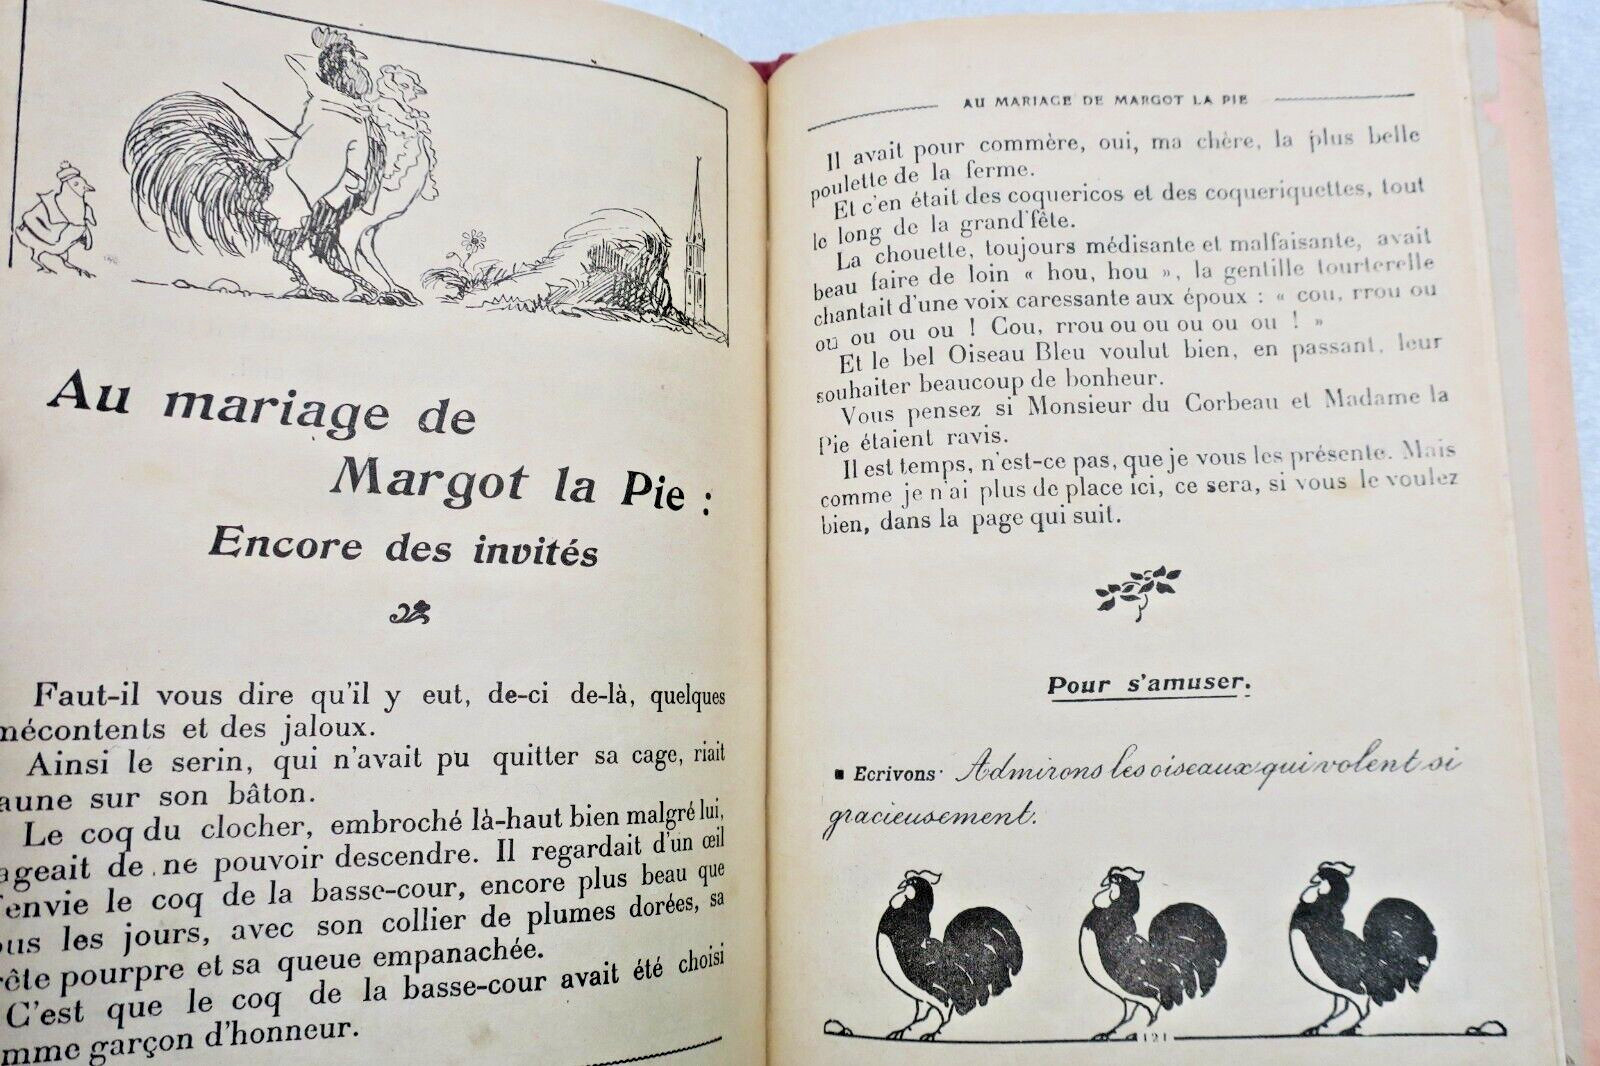 Au mariage de
Margot la Pie :
Encore des invités
Faut-il vous dire qu'il y eut, de-ci de-là, quelques
mécontents et des jaloux.
Ainsi le serin, qui n'avait pu quitter sa cage, riait
aune sur son bâton.
Le coq du clocher, embroché là-haut bien malgré lui,
ageait de ne pouvoir descendre. Il regardait d'un œil
'envie le coq de la basse-cour, encore plus beau que
ous les jours, avec son collier de plumes dorées, sa
rête pourpre et sa queue empanachée.
C'est que le coq de la basse-cour avait été choisi
omme garçon d'honneur.
AU MARIAGE DE MARGOT LA PIE
Il avait pour commère, oui, ma chère, la plus belle
poulette de la ferme.
Et c'en était des coquericos et des coqueriquettes, tout
le long de la grand'fête.
La chouette, toujours médisante et malfaisante, avait
beau faire de loin « hou, hou », la gentille tourterelle
chantait d'une voix caressante aux époux : « cou, rrou ou
ou ou ou ou ! Cou, rrou ou ou ou ou ou ! »
Et le bel Oiseau Bleu voulut bien, en passant, leur
souhaiter beaucoup de bonheur.
Vous pensez si Monsieur du Corbeau et Madame la
Pie étaient ravis.
Il est temps, n'est-ce pas, que je vous les présente. Mais
comme je n'ai plus de place ici, ce sera, si vous le voulez
bien, dans la page qui suit.
Pour s'amuser.
▪ Ecrivons· Admirons les oiseaux qui volent si
gracieusement.
121